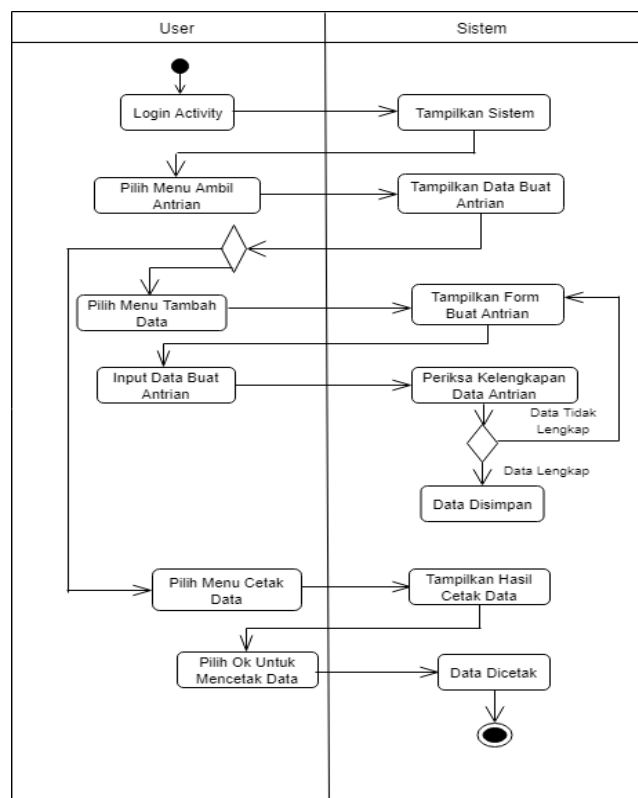 User
Sistem
Login Activity
Tampilkan Sistem
Pilih Menu Ambil
Antrian
Tampilkan Data Buat
Antrian
Pilih Menu Tambah
Data
Tampilkan Form
Buat Antrian
Input Data Buat
Antrian
Periksa Kelengkapan
Data Antrian
Data Tidak
Lengkap
Data Lengkap
Data Disimpan
Pilih Menu Cetak
Data
Tampilkan Hasil
Cetak Data
Pilih Ok Untuk
Mencetak Data
Data Dicetak